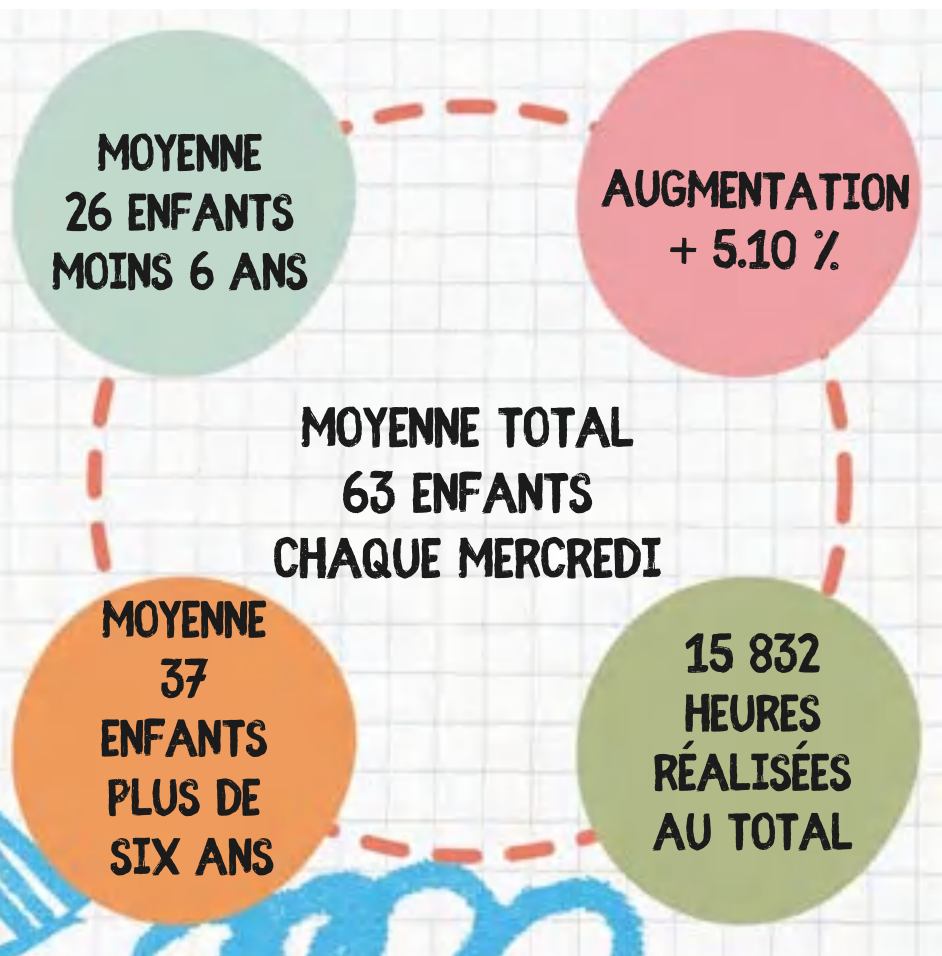 MOYENNE
26 ENFANTS
MOINS 6 ANS
AUGMENTATION
+ 5.10 %
MOYENNE TOTAL
63 ENFANTS
CHAQUE MERCREDI
MOYENNE
37
ENFANTS
PLUS DE
SIX ANS
15 832
HEURES
RÉALISÉES
AU TOTAL